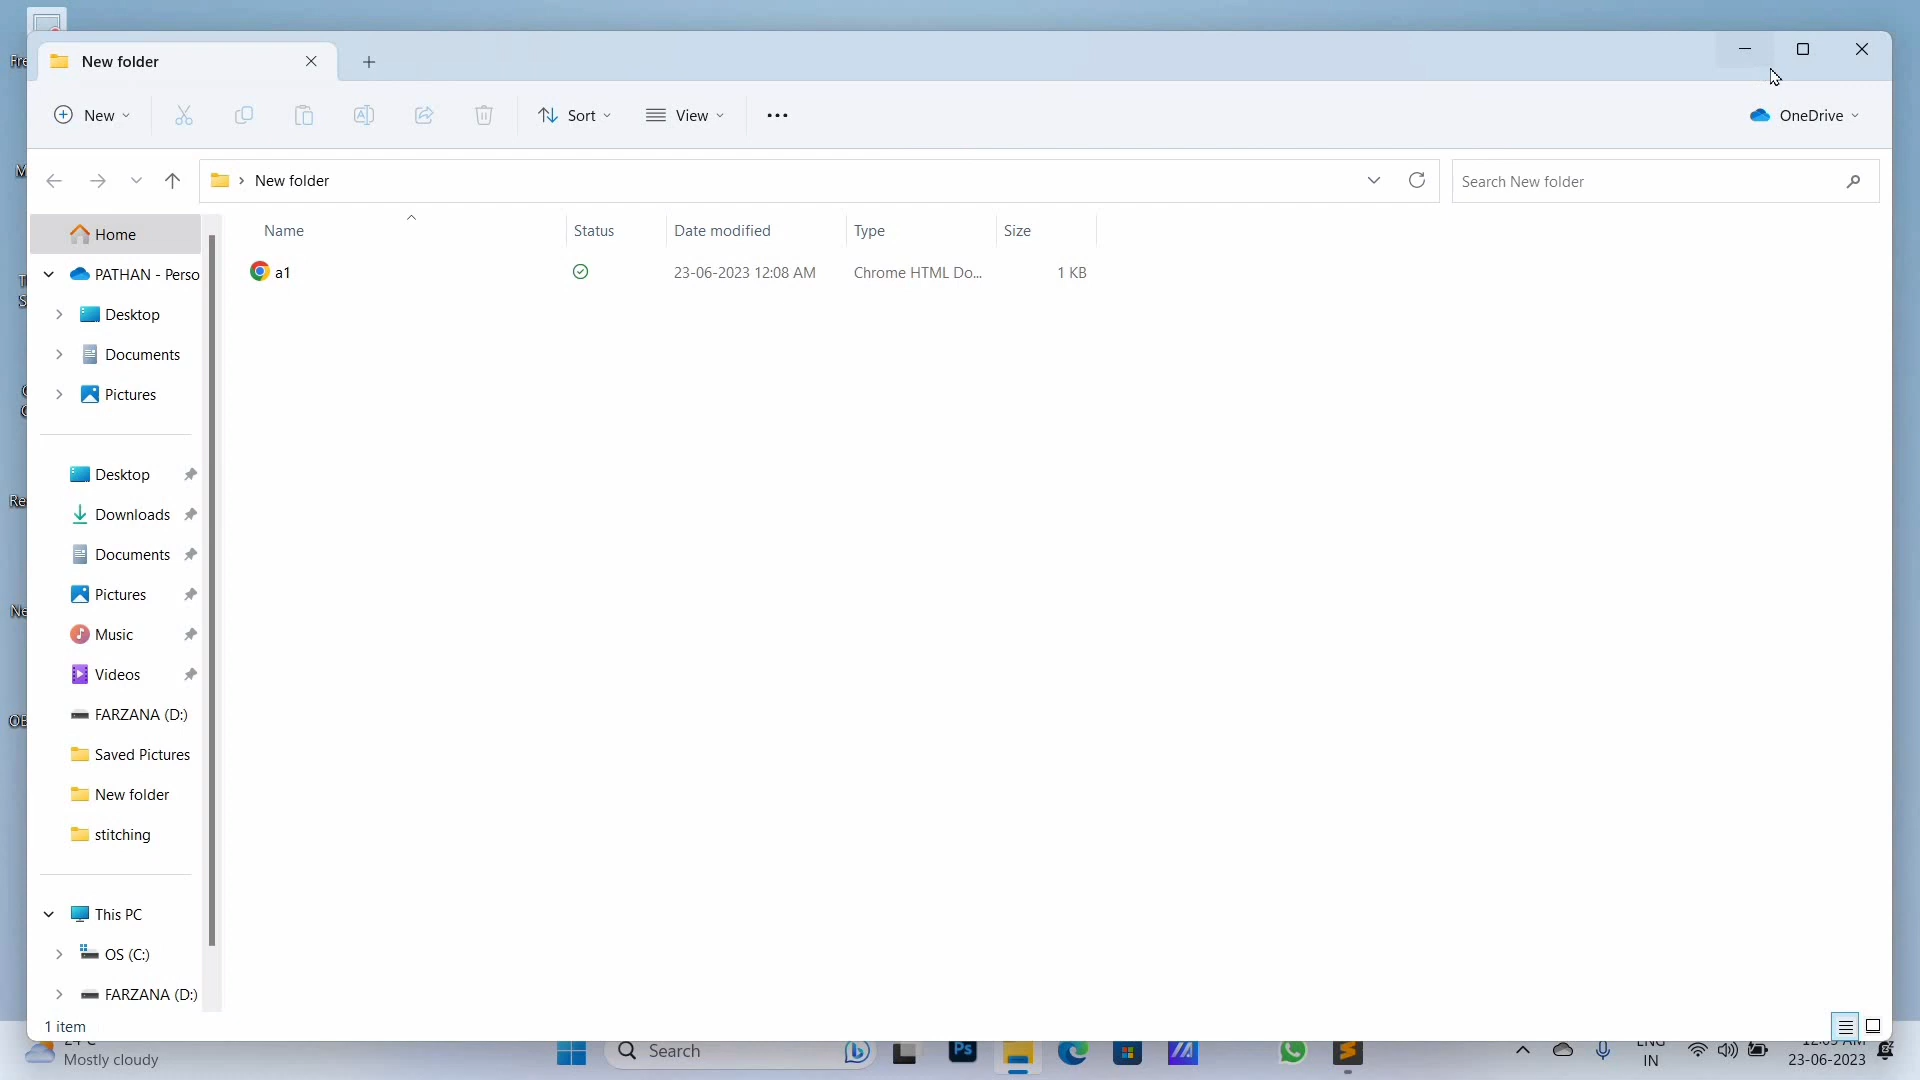 Fre
New folder
New
Sort
View
OneDrive
New folder
Search New folder
Home
Name
Status
Date modified
Type
Size
PATHAN - Perso
a1
23-06-2023 12:08 AM
Chrome HTML Do...
1 KB
Desktop
Documents
Pictures
Desktop
Downloads
Documents
Pictures
Music
Videos
FARZANA (D:)
Saved Pictures
New folder
stitching
This PC
OS (C:)
FARZANA (D:)
1 item
Mostly cloudy
Search
Ps
ENG
IN
23-06-2023